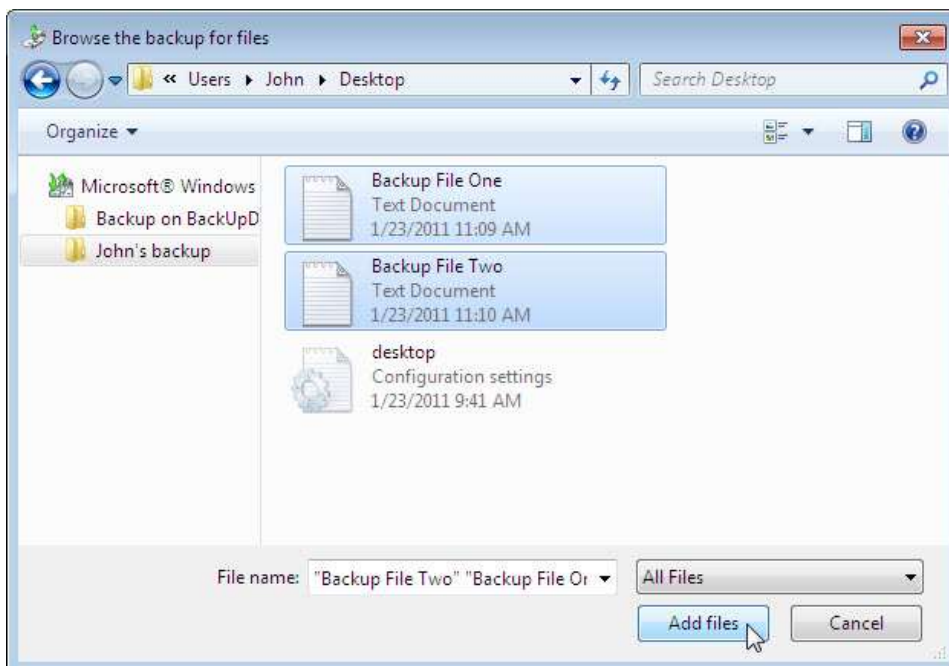 Browse the backup for files
« Users ▸ John ▸ Desktop
Search Desktop
Organize
Microsoft® Windows
Backup on BackUpD
John's backup
Backup File One
Text Document
1/23/2011 11:09 AM
Backup File Two
Text Document
1/23/2011 11:10 AM
desktop
Configuration settings
1/23/2011 9:41 AM
File name: "Backup File Two" "Backup File Or
All Files
Add files
Cancel